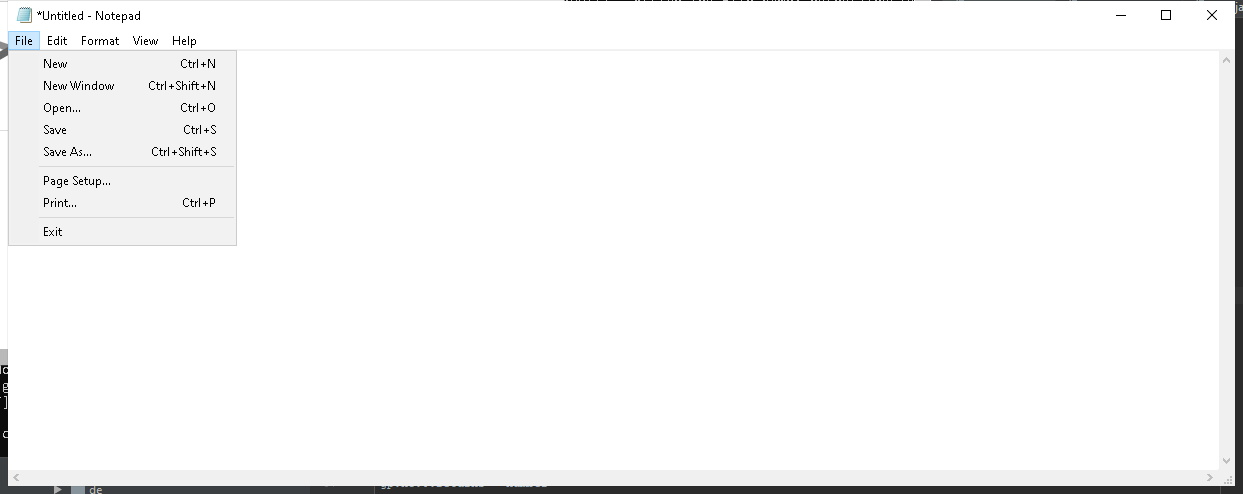 *Untitled - Notepad
File Edit Format View Help
New Ctrl+N
New Window Ctrl+Shift+N
Open... Ctrl+O
Save Ctrl+S
Save As... Ctrl+Shift+S
Page Setup...
Print... Ctrl+P
Exit
de